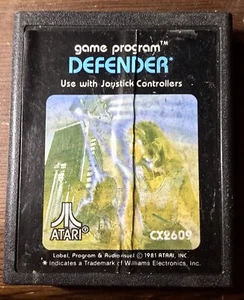 game program™
DEFENDER*
Use with Joystick Controllers
ATARI®
CX2609
Label, Program & Audiovisual © 1981 ATARI, INC.
* Indicates a Trademark of Williams Electronics, Inc.